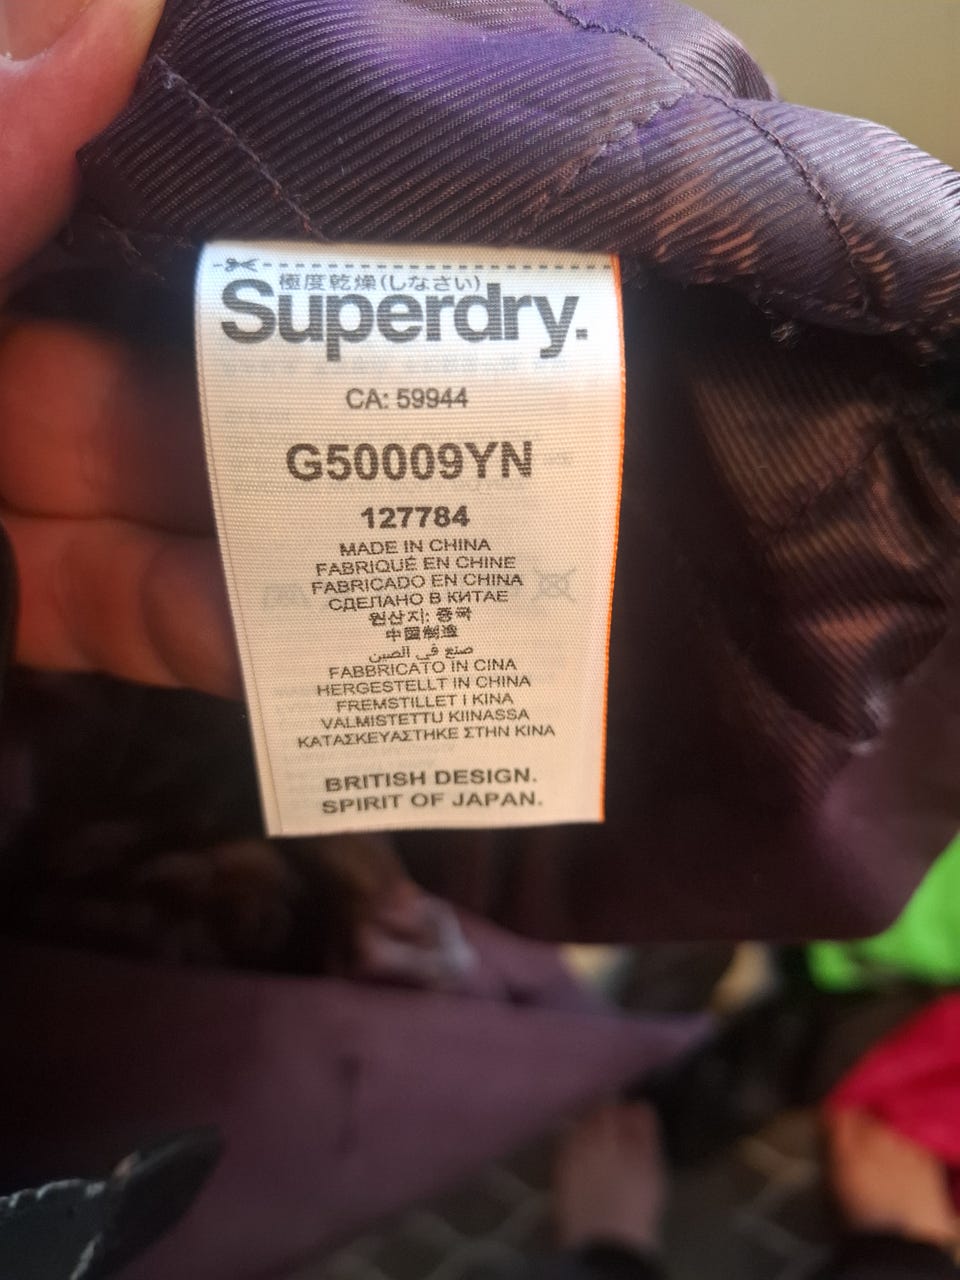 極度乾燥(しなさい)
Superdry.
CA: 59944
G50009YN
127784
MADE IN CHINA
FABRIQUÉ EN CHINE
FABRICADO EN CHINA
СДЕЛАНО В КИТАЕ
원산지: 중국
中國制造
صنع في الصين
FABBRICATO IN CINA
HERGESTELLT IN CHINA
FREMSTILLET I KINA
VALMISTETTU KIINASSA
ΚΑΤΑΣΚΕΥΑΣΤΗΚΕ ΣΤΗΝ ΚΙΝΑ
BRITISH DESIGN.
SPIRIT OF JAPAN.